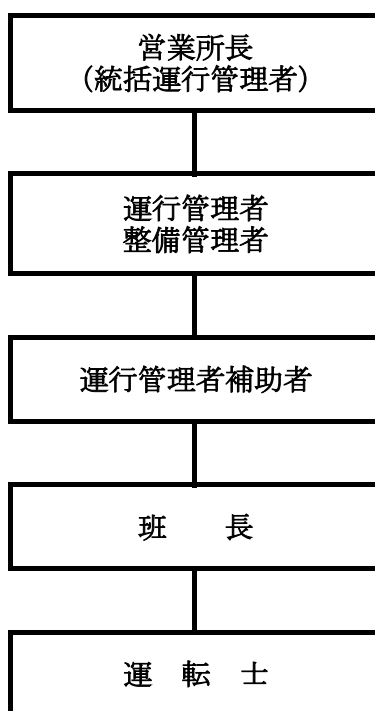 営業所長
(統括運行管理者)
運行管理者
整備管理者
運行管理者補助者
班　　長
運　転　士